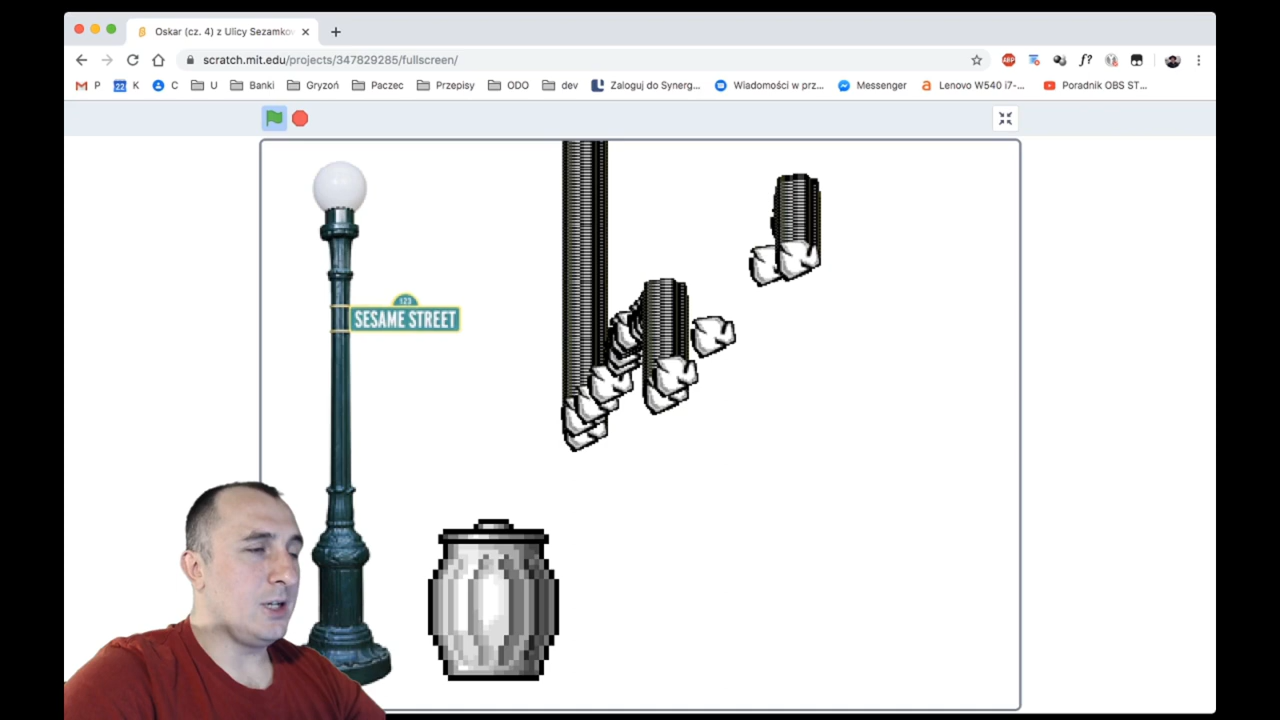 Oskar (cz. 4) z Ulicy Sezamko
scratch.mit.edu/projects/347829285/fullscreen/
ABP
f?
M P
22 K
C
U
Banki
Gryzoń
Paczec
Przepisy
ODO
dev
Zaloguj do Synerg...
Wiadomości w prz...
Messenger
a Lenovo W540 i7-...
Poradnik OBS ST...
123
SESAME STREET